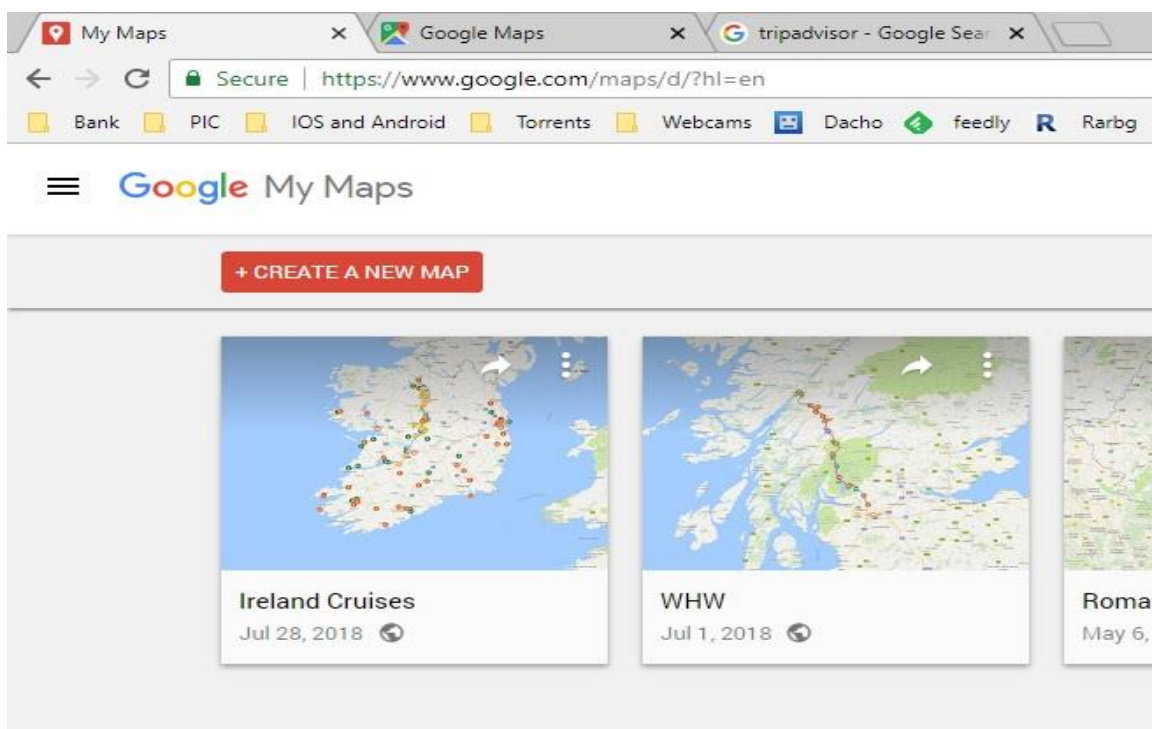 My Maps
Google Maps
tripadvisor - Google Sear
Secure | https://www.google.com/maps/d/?hl=en
Bank PIC IOS and Android Torrents Webcams Dacho feedly R Rarbg
Google My Maps
+ CREATE A NEW MAP
Ireland Cruises
Jul 28, 2018
WHW
Jul 1, 2018
Roma
May 6,